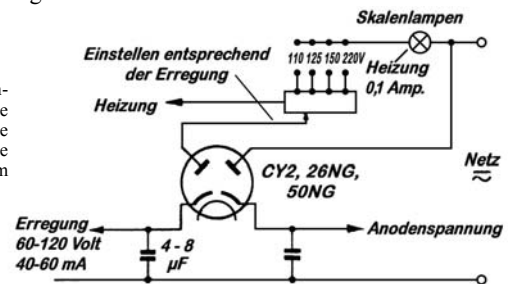 Skalenlampen
Einstellen entsprechend
der Erregung
110 125 150 220V
Heizung
0,1 Amp.
Heizung
n-
e
e
e
m
CY2, 26NG,
50NG
Netz
Erregung
60-120 Volt
40-60 mA
4 - 8
µF
Anodenspannung